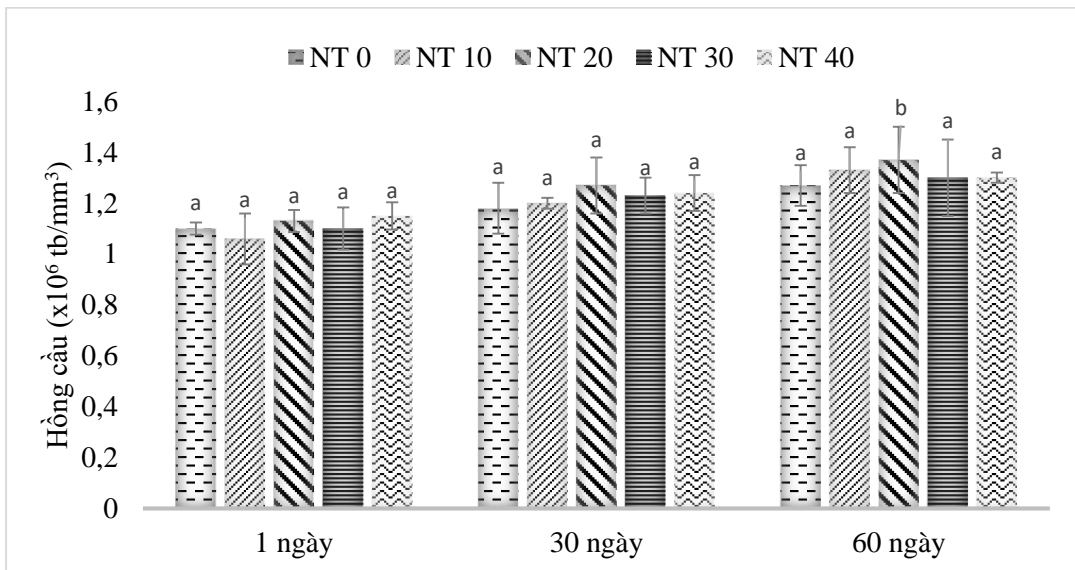 NT 0 NT 10 NT 20 NT 30 NT 40
Hồng cầu (x10⁶ tb/mm³)
1,6
1,4
1,2
1
0,8
0,6
0,4
0,2
0
a a a a a
a a a a a
a a b a a
1 ngày 30 ngày 60 ngày